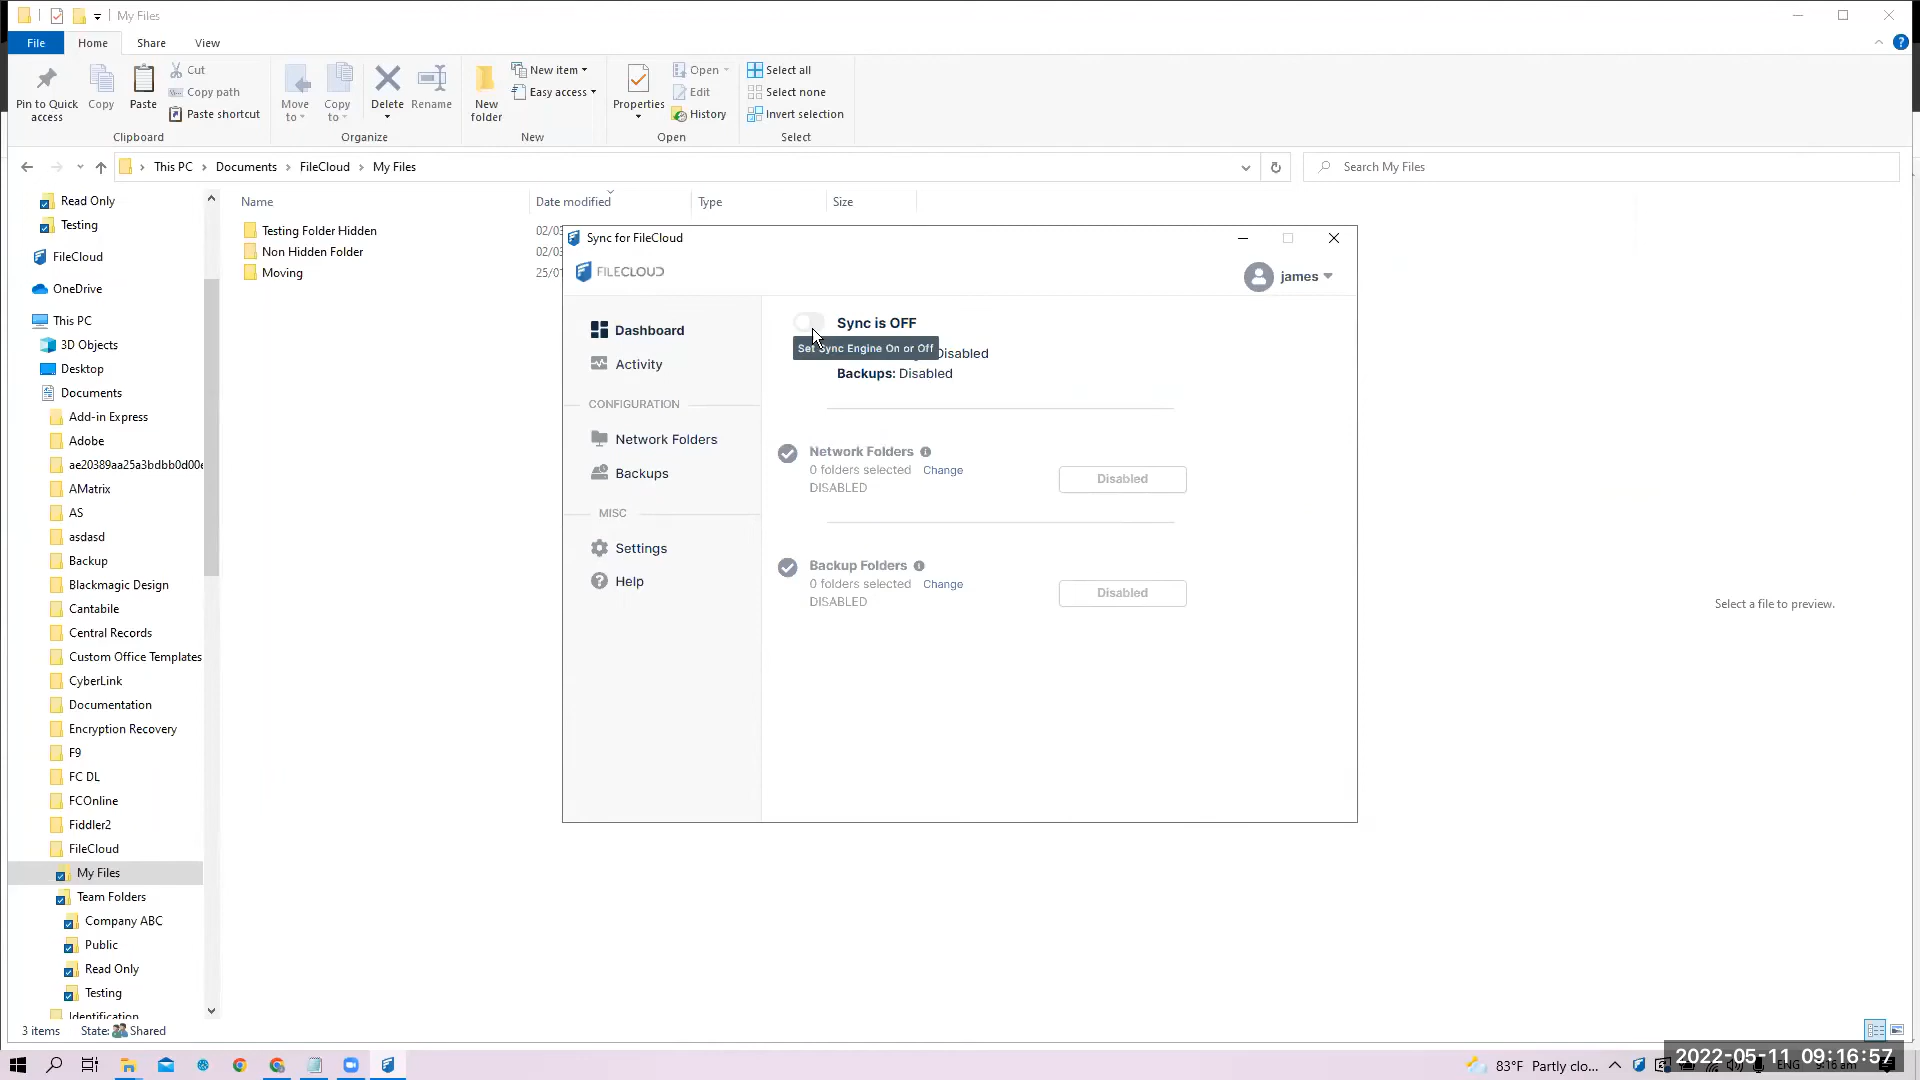 My Files
File
Home
Share
View
Pin to Quick access
Copy
Paste
Cut
Copy path
Paste shortcut
Clipboard
Move to
Copy to
Delete
Rename
Organize
New folder
New item
Easy access
New
Properties
Open
Edit
History
Open
Select all
Select none
Invert selection
Select
This PC
Documents
FileCloud
My Files
Search My Files
Name
Date modified
Type
Size
Testing Folder Hidden
02/03
Non Hidden Folder
02/03
Moving
Read Only
Testing
FileCloud
OneDrive
This PC
3D Objects
Desktop
Documents
Add-in Express
Adobe
ae20389aa25a3bdbb0d00e
AMatrix
AS
asdasd
Backup
Blackmagic Design
Cantabile
Central Records
Custom Office Templates
CyberLink
Documentation
Encryption Recovery
F9
FC DL
FCOnline
Fiddler2
FileCloud
My Files
Team Folders
Company ABC
Public
Read Only
Testing
Identification
Sync for FileCloud
FILECLOUD
james
Dashboard
Activity
CONFIGURATION
Network Folders
Backups
MISC
Settings
Help
Sync is OFF
Set Sync Engine On or Off
Disabled
Backups: Disabled
Network Folders
0 folders selected Change
DISABLED
Disabled
Backup Folders
0 folders selected Change
DISABLED
Disabled
Select a file to preview.
3 items
State: Shared
83°F Partly clo...
2022-05-11 09:16:57